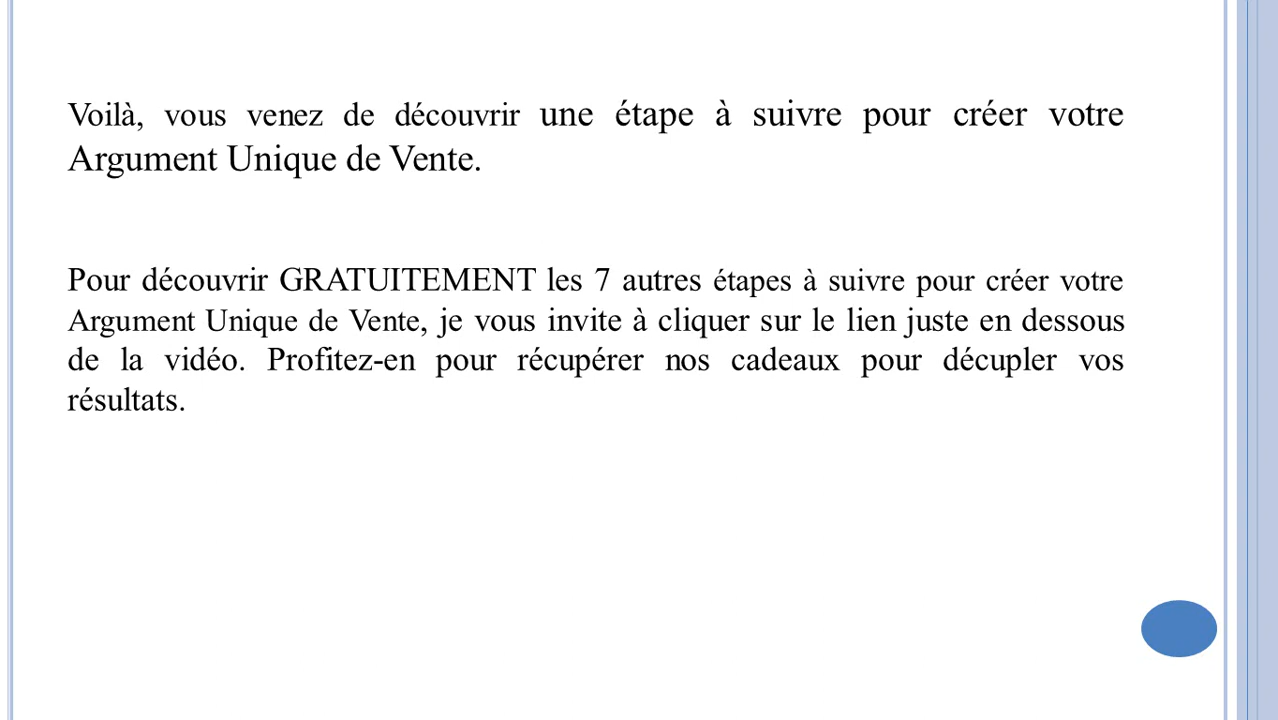 Voilà, vous venez de découvrir une étape à suivre pour créer votre
Argument Unique de Vente.
Pour découvrir GRATUITEMENT les 7 autres étapes à suivre pour créer votre
Argument Unique de Vente, je vous invite à cliquer sur le lien juste en dessous
de la vidéo. Profitez-en pour récupérer nos cadeaux pour décupler vos
résultats.